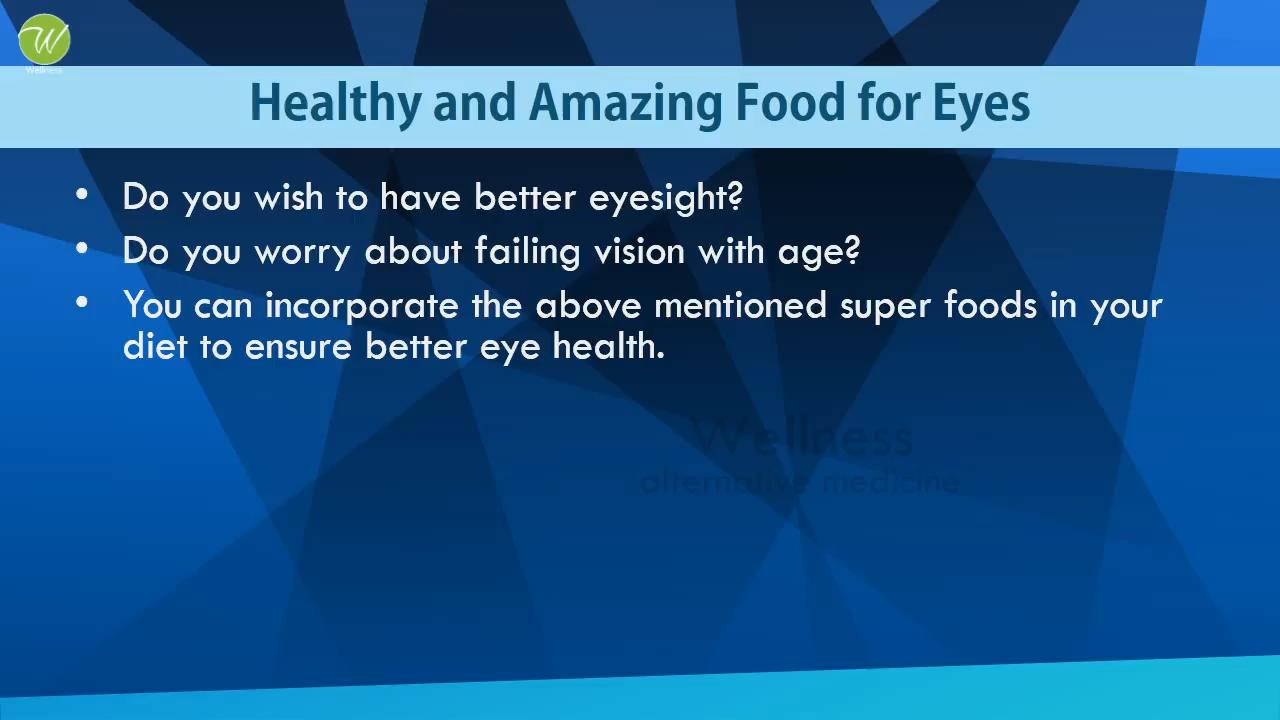 Wellness
Healthy and Amazing Food for Eyes
• Do you wish to have better eyesight?
• Do you worry about failing vision with age?
• You can incorporate the above mentioned super foods in your
diet to ensure better eye health.
Wellness
alternative medicine